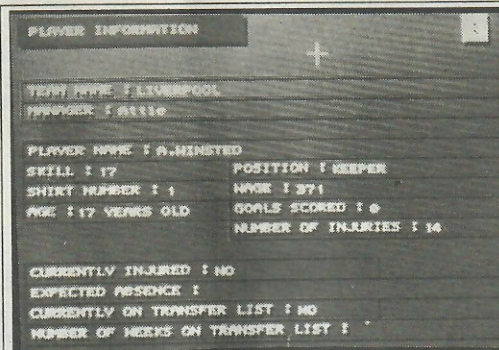 PLAYER INFORMATION
TEAM NAME : LIVERPOOL
MANAGER : Attie
PLAYER NAME : A.WINSTED
SKILL : 17
POSITION : KEEPER
SHIRT NUMBER : 1
WAGE : 371
AGE : 17 YEARS OLD
GOALS SCORED : 0
NUMBER OF INJURIES : 14
CURRENTLY INJURED : NO
EXPECTED ABSENCE :
CURRENTLY ON TRANSFER LIST : NO
NUMBER OF WEEKS ON TRANSFER LIST :